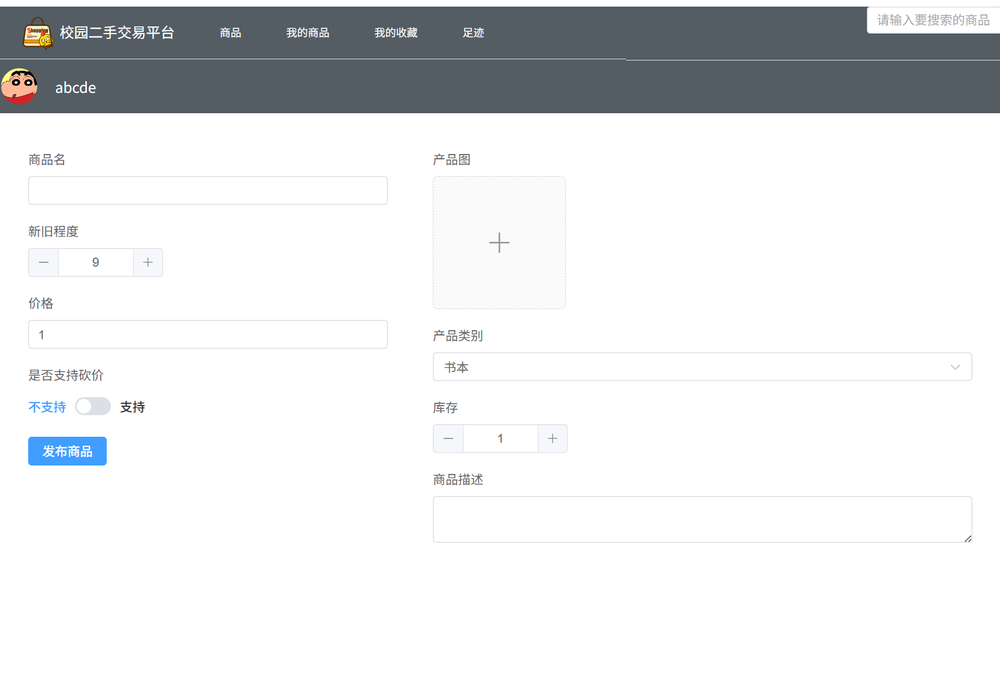 Shopping
校园二手交易平台
商品
我的商品
我的收藏
足迹
请输入要搜索的商品
abcde
商品名
新旧程度
9
价格
1
是否支持砍价
不支持 支持
发布商品
产品图
产品类别
书本
库存
1
商品描述